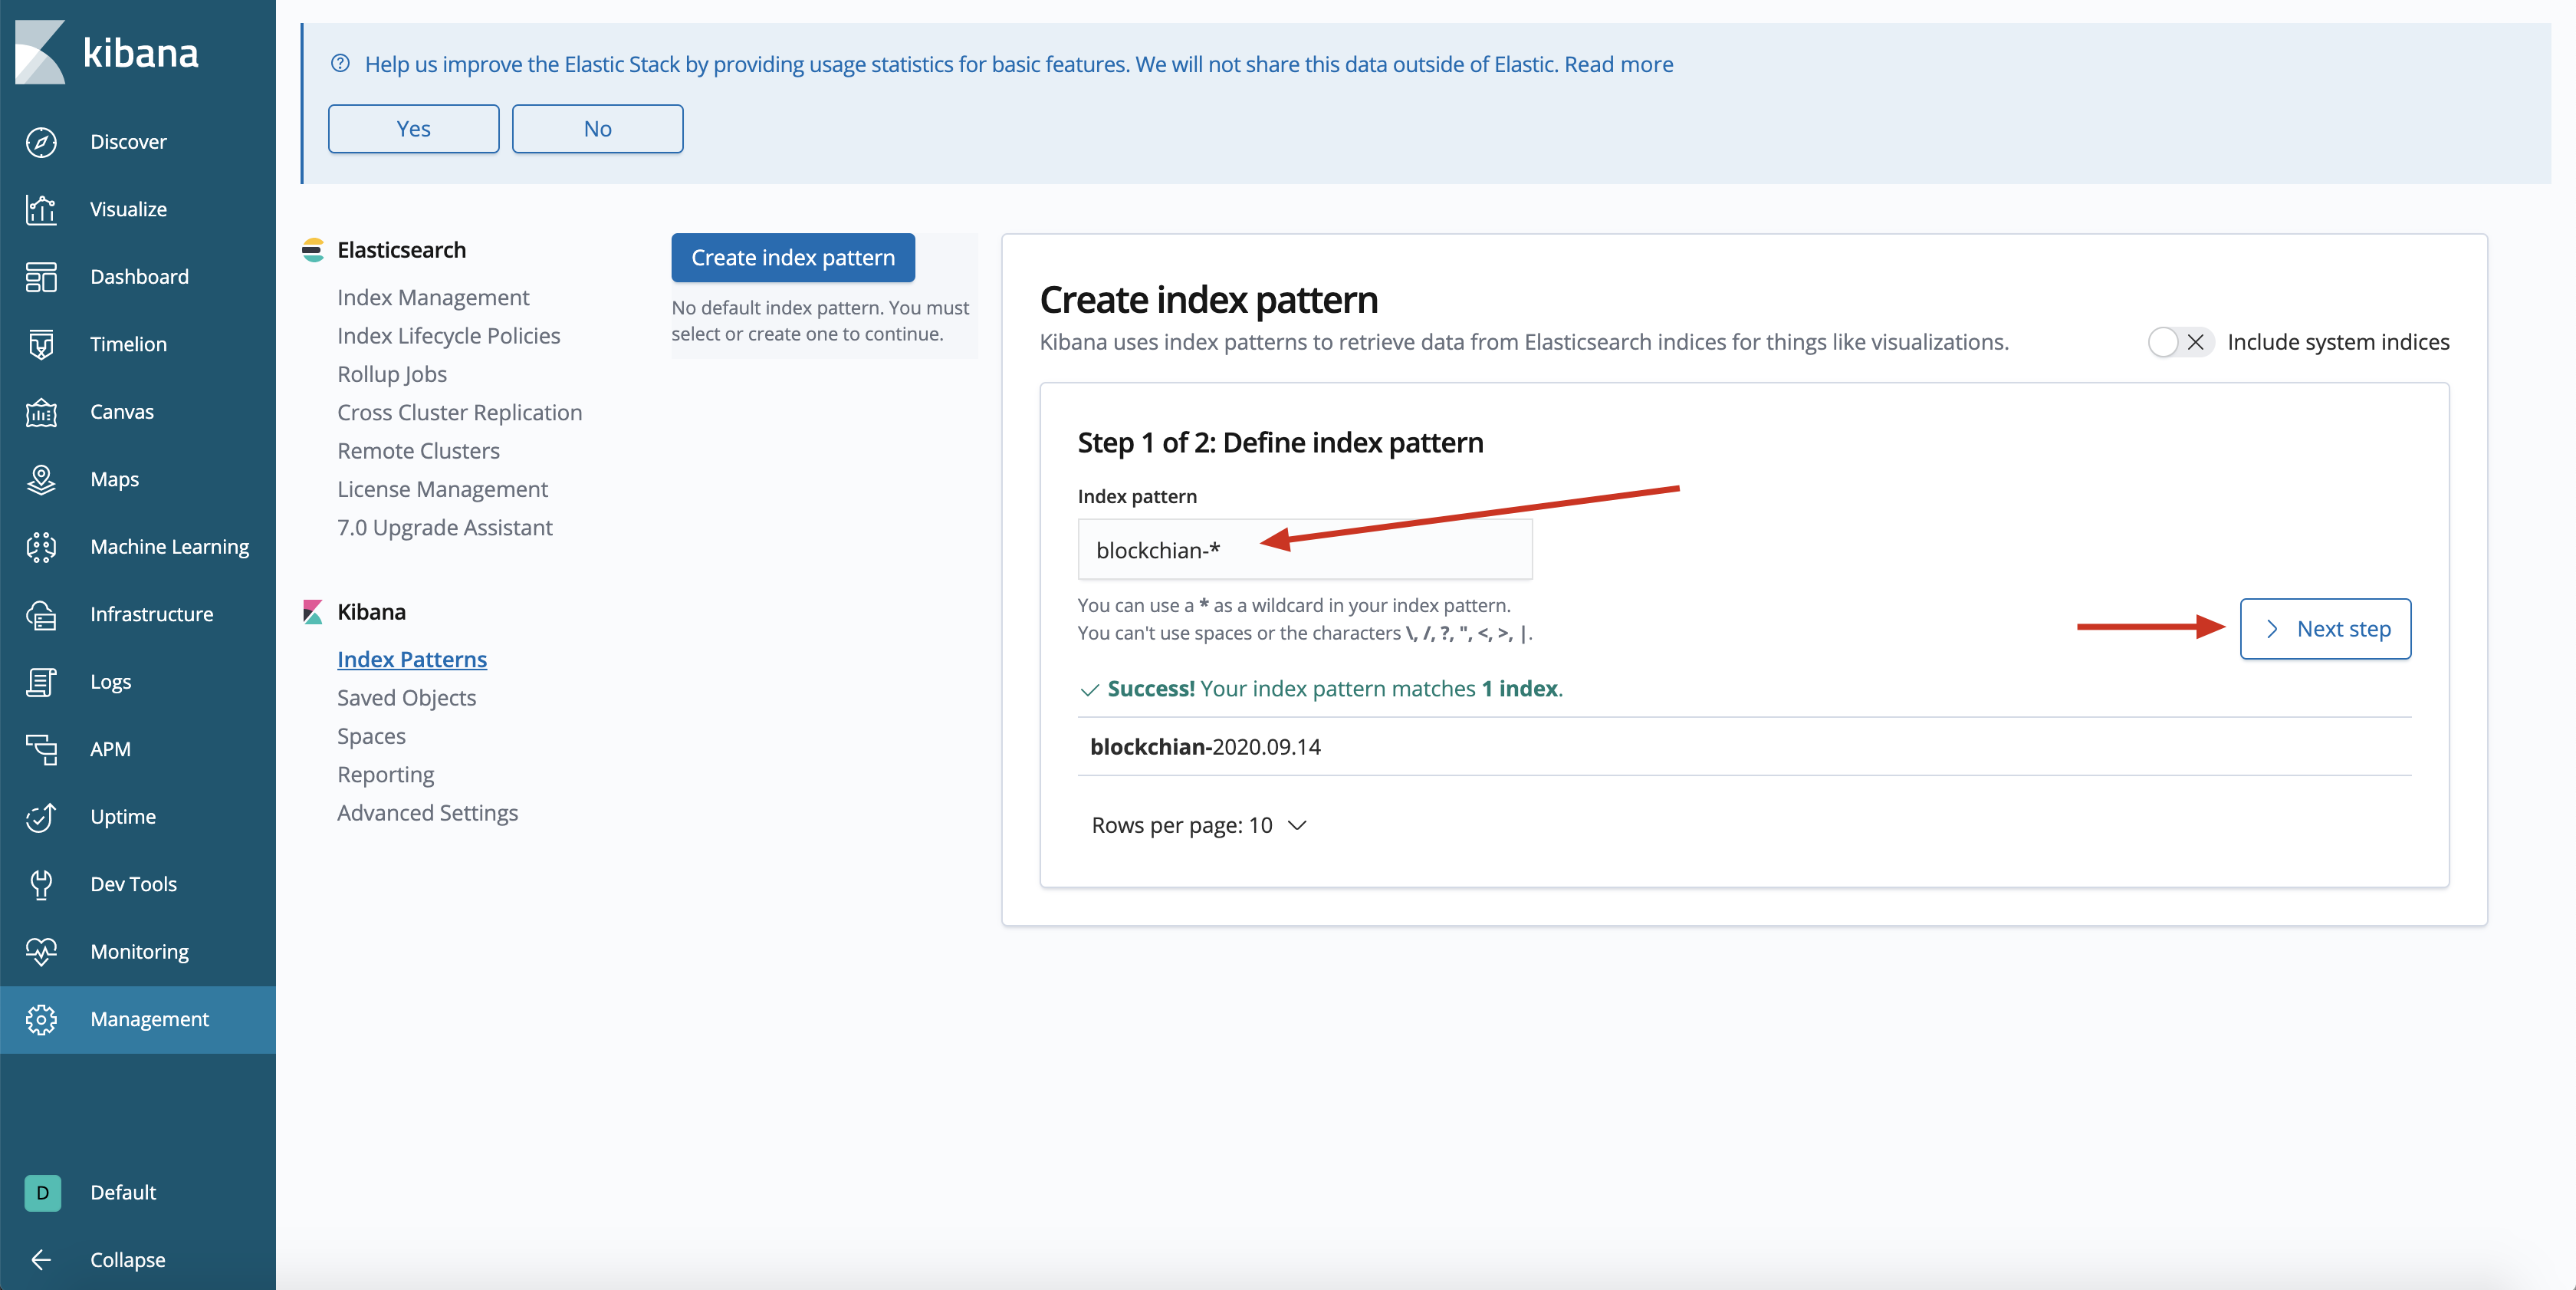 kibana
Discover
Visualize
Dashboard
Timelion
Canvas
Maps
Machine Learning
Infrastructure
Logs
APM
Uptime
Dev Tools
Monitoring
Management
D Default
Collapse
Help us improve the Elastic Stack by providing usage statistics for basic features. We will not share this data outside of Elastic. Read more
Yes
No
Elasticsearch
Index Management
Index Lifecycle Policies
Rollup Jobs
Cross Cluster Replication
Remote Clusters
License Management
7.0 Upgrade Assistant
Kibana
Index Patterns
Saved Objects
Spaces
Reporting
Advanced Settings
Create index pattern
No default index pattern. You must
select or create one to continue.
Create index pattern
Kibana uses index patterns to retrieve data from Elasticsearch indices for things like visualizations.
Include system indices
Step 1 of 2: Define index pattern
Index pattern
blockchian-*
You can use a * as a wildcard in your index pattern.
You can't use spaces or the characters \, /, ?, ", <, >, |.
Next step
Success! Your index pattern matches 1 index.
blockchian-2020.09.14
Rows per page: 10